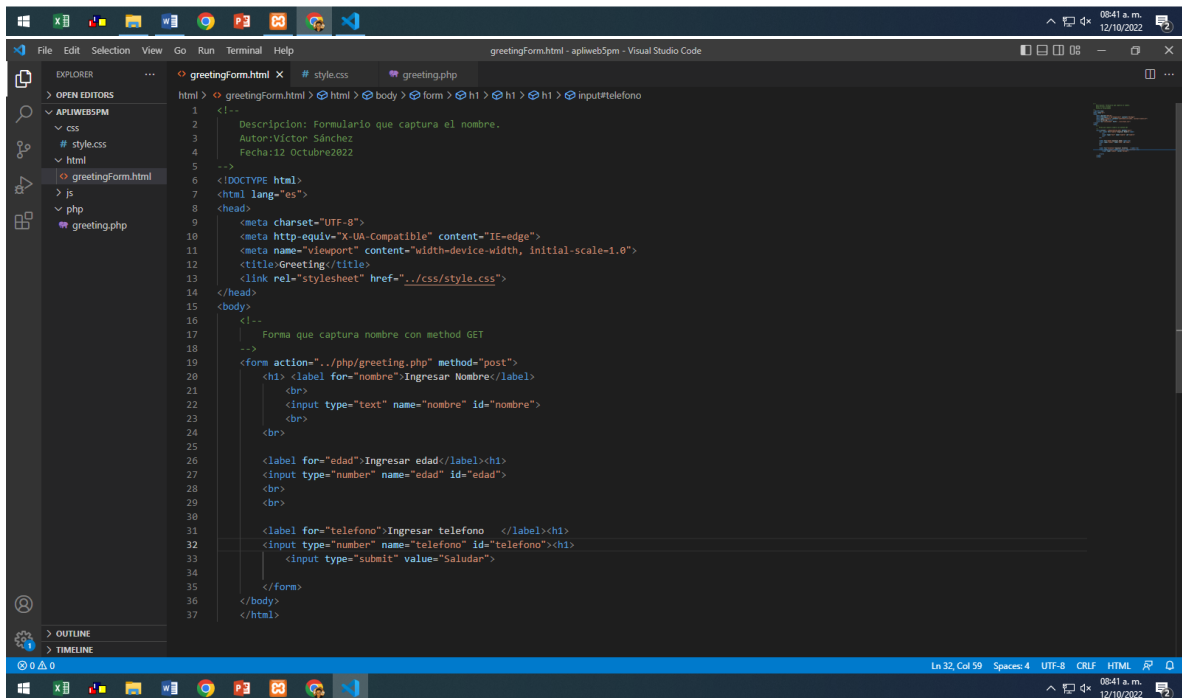 08:41 a. m.
12/10/2022
2
File Edit Selection View Go Run Terminal Help
greetingForm.html - apliweb5pm - Visual Studio Code
EXPLORER
greetingForm.html
# style.css
greeting.php
OPEN EDITORS
html > greetingForm.html > html > body > form > h1 > h1 > h1 > input#telefono
APLIWEB5PM
css
# style.css
html
greetingForm.html
js
php
greeting.php
1 <!--
2 Descripcion: Formulario que captura el nombre.
3 Autor:Víctor Sánchez
4 Fecha:12 Octubre2022
5 -->
6 <!DOCTYPE html>
7 <html lang="es">
8 <head>
9 <meta charset="UTF-8">
10 <meta http-equiv="X-UA-Compatible" content="IE=edge">
11 <meta name="viewport" content="width=device-width, initial-scale=1.0">
12 <title>Greeting</title>
13 <link rel="stylesheet" href="../css/style.css">
14 </head>
15 <body>
16 <!--
17 Forma que captura nombre con method GET
18 -->
19 <form action="../php/greeting.php" method="post">
20 <h1> <label for="nombre">Ingresar Nombre</label>
21 <br>
22 <input type="text" name="nombre" id="nombre">
23 <br>
24 <br>
25
26 <label for="edad">Ingresar edad</label><h1>
27 <input type="number" name="edad" id="edad">
28 <br>
29 <br>
30
31 <label for="telefono">Ingresar telefono   </label><h1>
32 <input type="number" name="telefono" id="telefono"><h1>
33 <input type="submit" value="Saludar">
34
35 </form>
36 </body>
37 </html>
OUTLINE
TIMELINE
1
0 0
Ln 32, Col 59 Spaces: 4 UTF-8 CRLF HTML
08:41 a. m.
12/10/2022
2